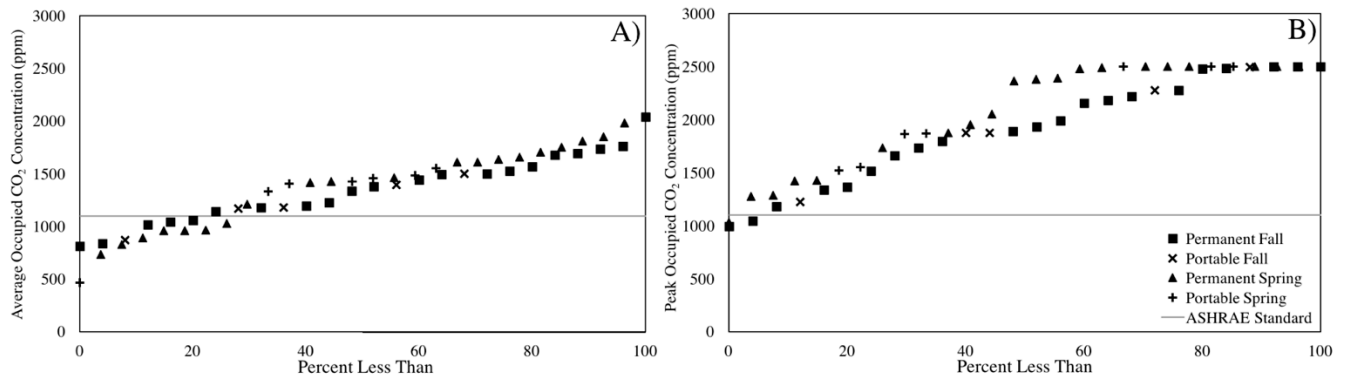 A)
Average Occupied CO₂ Concentration (ppm)
3000
2500
2000
1500
1000
500
0
0 20 40 60 80 100
Percent Less Than
B)
Peak Occupied CO₂ Concentration (ppm)
3000
2500
2000
1500
1000
500
0
Permanent Fall
Portable Fall
Permanent Spring
Portable Spring
ASHRAE Standard
0 20 40 60 80 100
Percent Less Than